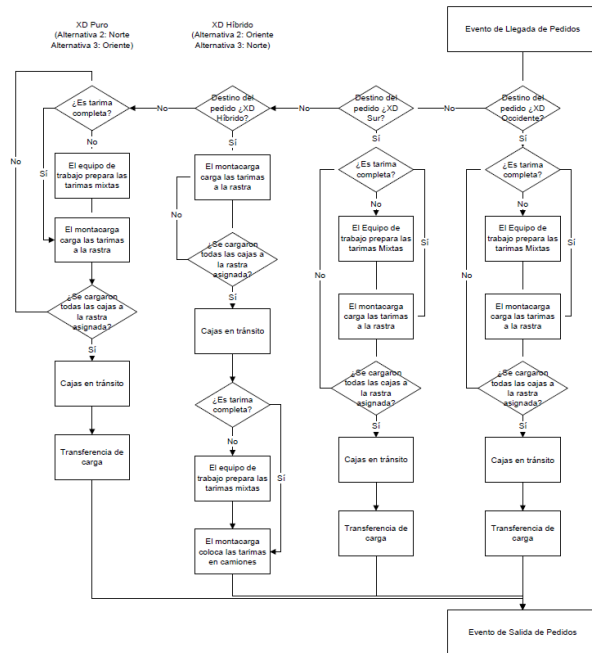 XD Puro
(Alternativa 2: Norte
Alternativa 3: Oriente)
XD Híbrido
(Alternativa 2: Oriente
Alternativa 3: Norte)
Evento de Llegada de Pedidos
¿Es tarima
completa?
No
Destino del
pedido ¿XD
Híbrido?
No
Destino del
pedido ¿XD
Sur?
No
Destino del
pedido ¿XD
Occidente?
No
Sí
No
El equipo de
trabajo prepara las
tarimas mixtas
El montacarga
carga las tarimas
a la rastra
¿Se cargaron
todas las cajas a
la rastra
asignada?
Sí
Cajas en tránsito
Transferencia de
carga
Sí
El montacarga
carga las tarimas
a la rastra
No
¿Se cargaron
todas las cajas a
la rastra
asignada?
Sí
Cajas en tránsito
¿Es tarima
completa?
No
Sí
El equipo de
trabajo prepara las
tarimas mixtas
El montacarga
coloca las tarimas
en camiones
Sí
¿Es tarima
completa?
No
El Equipo de
trabajo prepara las
tarimas Mixtas
Sí
No
El montacarga
carga las tarimas
a la rastra
¿Se cargaron
todas las cajas a
la rastra
asignada?
Sí
Cajas en tránsito
Transferencia de
carga
Sí
¿Es tarima
completa?
No
El Equipo de
trabajo prepara las
tarimas Mixtas
Sí
No
El montacarga
carga las tarimas
a la rastra
¿Se cargaron
todas las cajas a
la rastra
asignada?
Sí
Cajas en tránsito
Transferencia de
carga
Evento de Salida de Pedidos